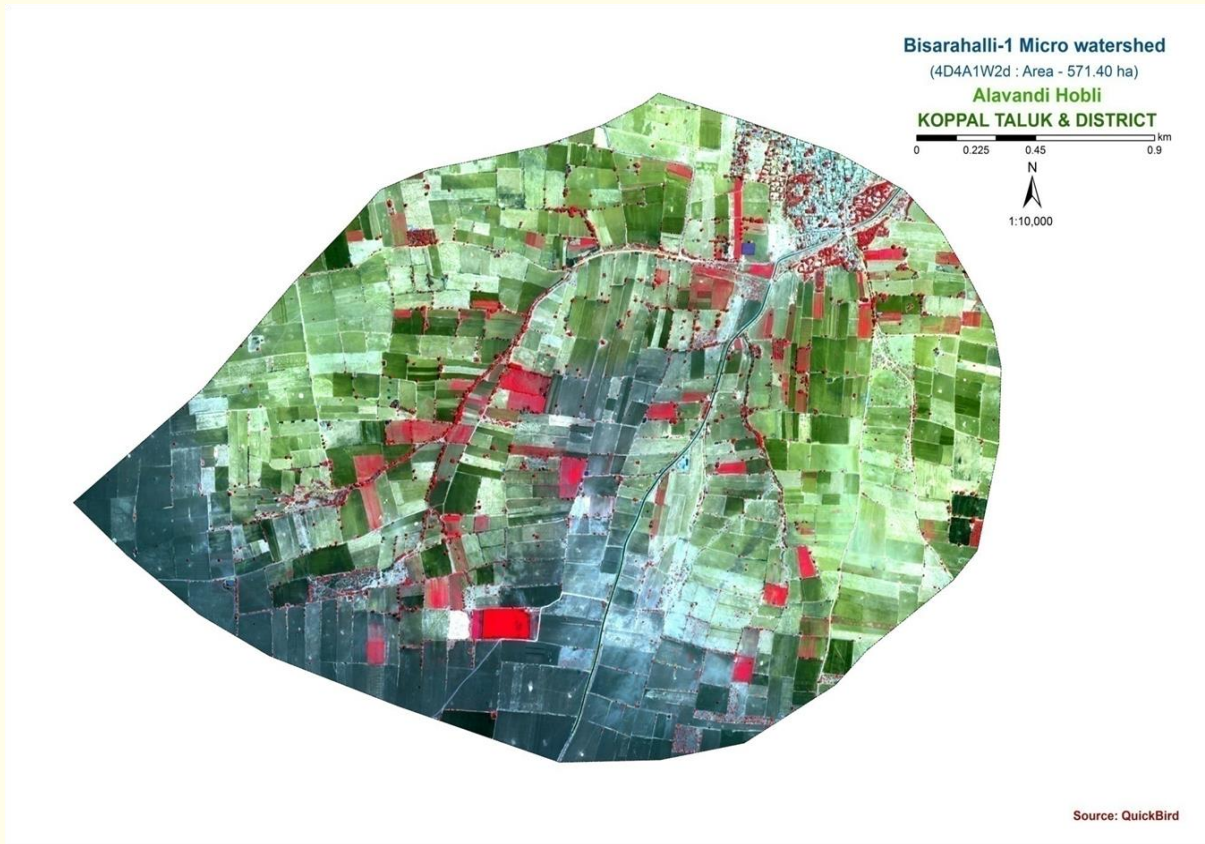 Bisarahalli-1 Micro watershed
(4D4A1W2d : Area - 571.40 ha)
Alavandi Hobli
KOPPAL TALUK & DISTRICT
km
0 0.225 0.45 0.9
N
1:10,000
Source: QuickBird